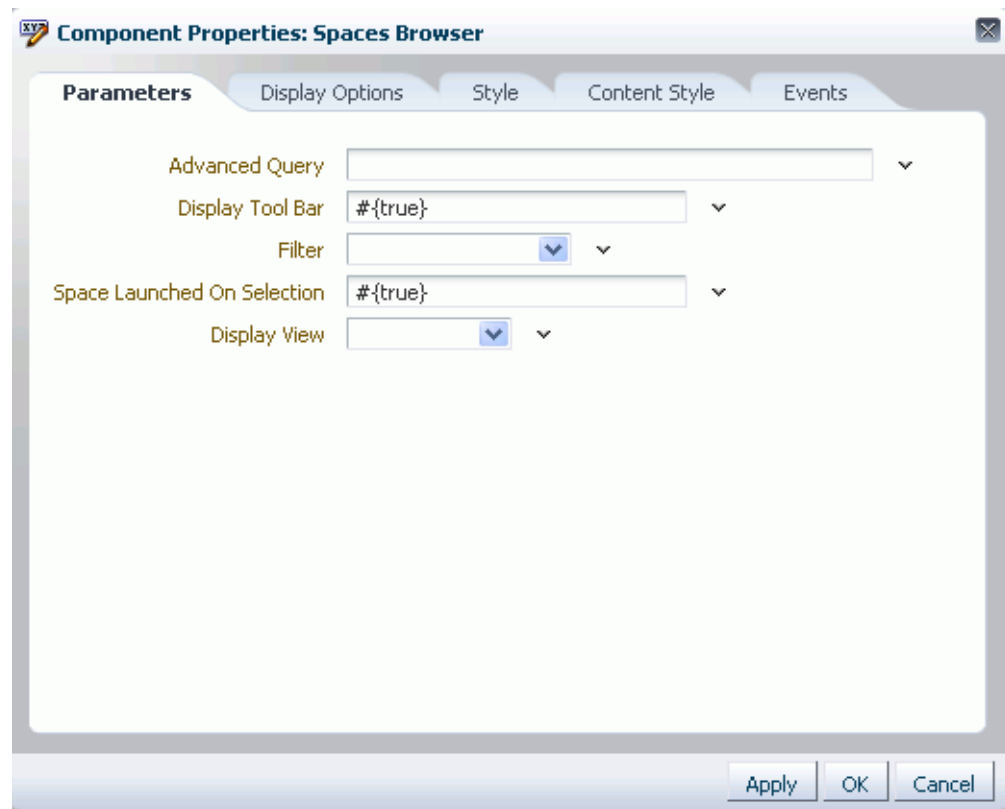 XYZ Component Properties: Spaces Browser
Parameters Display Options Style Content Style Events
Advanced Query
Display Tool Bar #{true}
Filter
Space Launched On Selection #{true}
Display View
Apply OK Cancel